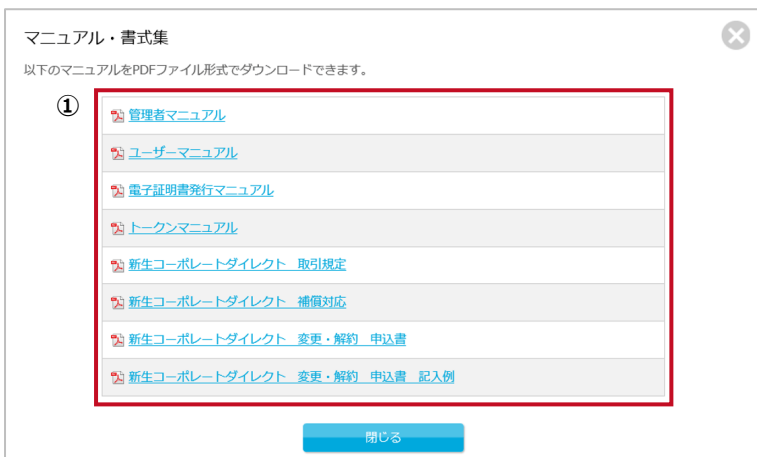 マニュアル・書式集
以下のマニュアルをPDFファイル形式でダウンロードできます。
①
管理者マニュアル
ユーザーマニュアル
電子証明書発行マニュアル
トークンマニュアル
新生コーポレートダイレクト　取引規定
新生コーポレートダイレクト　補償対応
新生コーポレートダイレクト　変更・解約　申込書
新生コーポレートダイレクト　変更・解約　申込書　記入例
閉じる